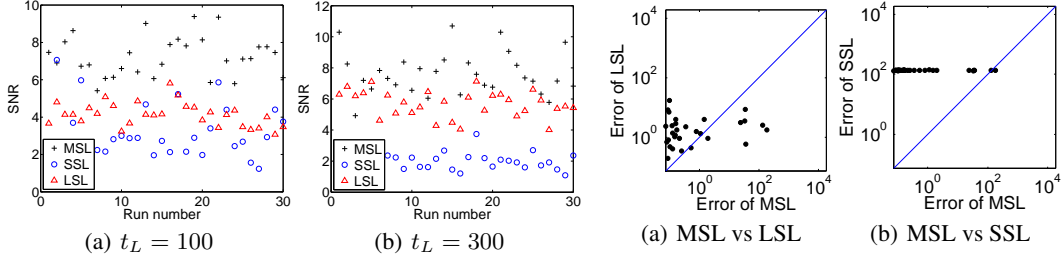 10
8
6
4
2
0
SNR
MSL
SSL
LSL
0 10 20 30
Run number
(a) t_L = 100
12
10
8
6
4
2
0
SNR
MSL
SSL
LSL
0 10 20 30
Run number
(b) t_L = 300
10^4
10^2
10^0
Error of LSL
10^0 10^2 10^4
Error of MSL
(a) MSL vs LSL
10^4
10^2
10^0
Error of SSL
10^0 10^2 10^4
Error of MSL
(b) MSL vs SSL